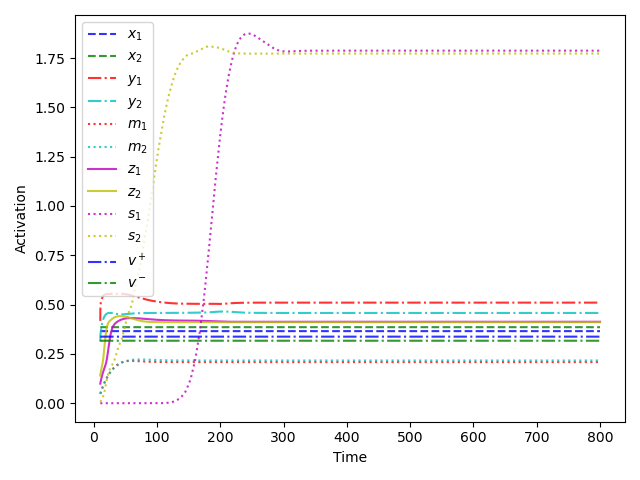 Activation
1.75
1.50
1.25
1.00
0.75
0.50
0.25
0.00
x₁
x₂
y₁
y₂
m₁
m₂
z₁
z₂
s₁
s₂
v⁺
v⁻
0 100 200 300 400 500 600 700 800
Time